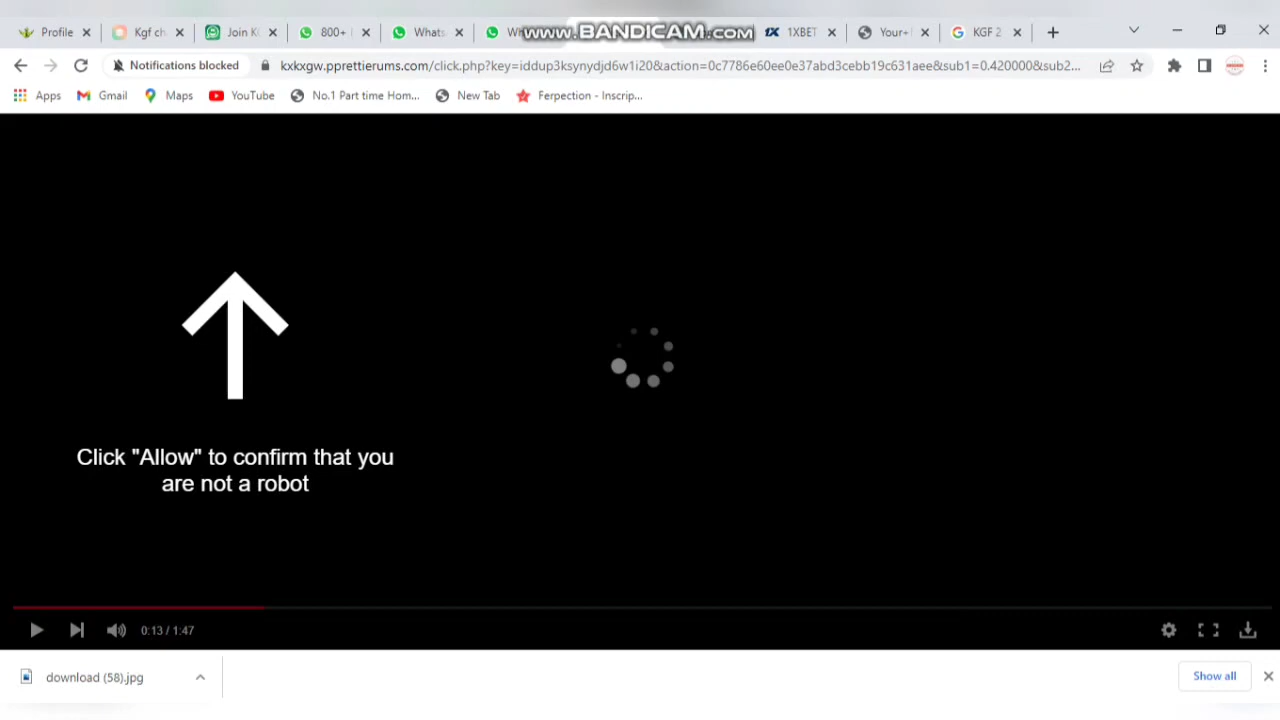 Profile
Kgf ch
Join K
800+
Whats
W
www.BANDICAM.com
1XBET
Your+
KGF 2
Notifications blocked
kxkxgw.pprettierums.com/click.php?key=iddup3ksynydjd6w1i20&action=0c7786e60ee0e37abd3cebb19c631aee&sub1=0.420000&sub2...
Apps
Gmail
Maps
YouTube
No.1 Part time Hom...
New Tab
Ferpection - Inscrip...
Click "Allow" to confirm that you
are not a robot
0:13 / 1:47
download (58).jpg
Show all